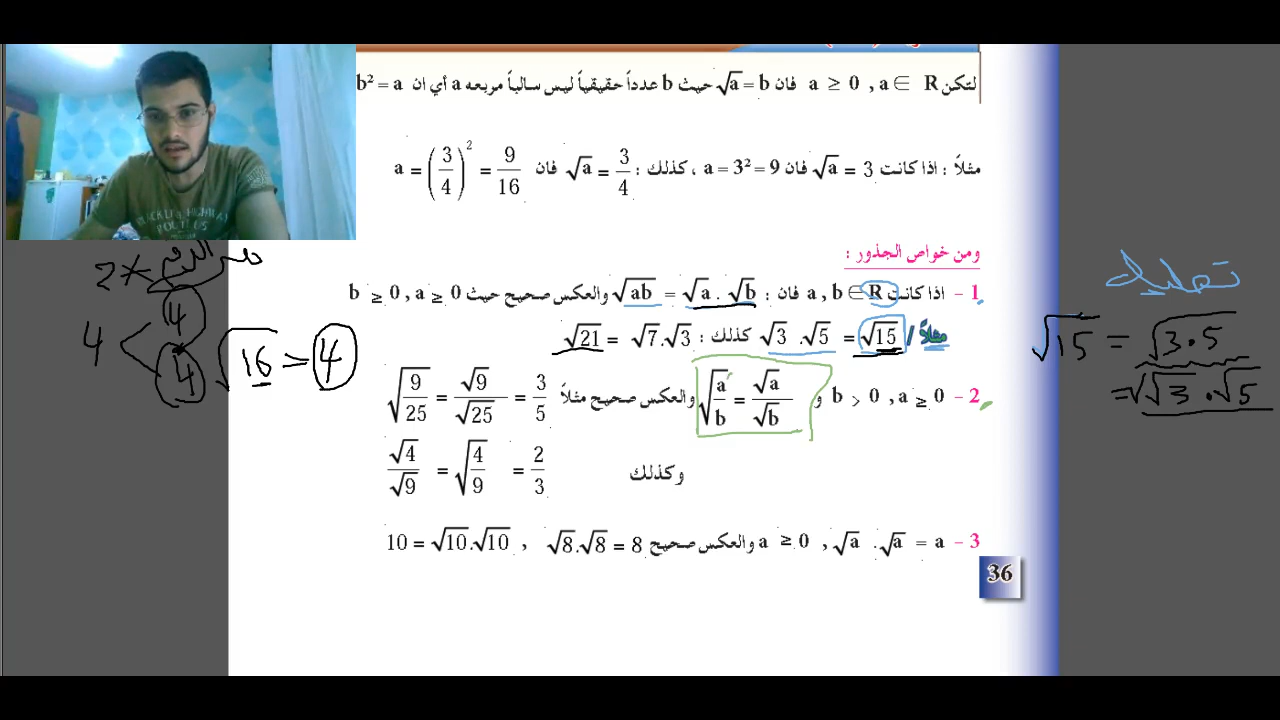 لتكن a ≥ 0 , a ∈ R فان √a = b حيث b عدداً حقيقياً ليس سالباً مربعه a أي ان b² = a
مثلاً : اذا كانت √a = 3 فان a = 3² = 9 ، كذلك : √a = 3/4 فان a = (3/4)² = 9/16
ومن خواص الجذور :
1 - اذا كانت a , b ∈ R فان : √ab = √a . √b والعكس صحيح حيث b ≥ 0 , a ≥ 0
مثلاً / √3 . √5 = √15 كذلك : √21 = √7.√3
2 - b > 0 , a ≥ 0 و √(a/b) = √a/√b والعكس صحيح مثلاً √(9/25) = √9/√25 = 3/5
وكذلك √4/√9 = √(4/9) = 2/3
3 - √a . √a = a , a ≥ 0 والعكس صحيح √8.√8 = 8 , 10 = √10.√10
36
2 ×
4
4
4
√16 = 4
√15 = √3·5
= √√3 · √5